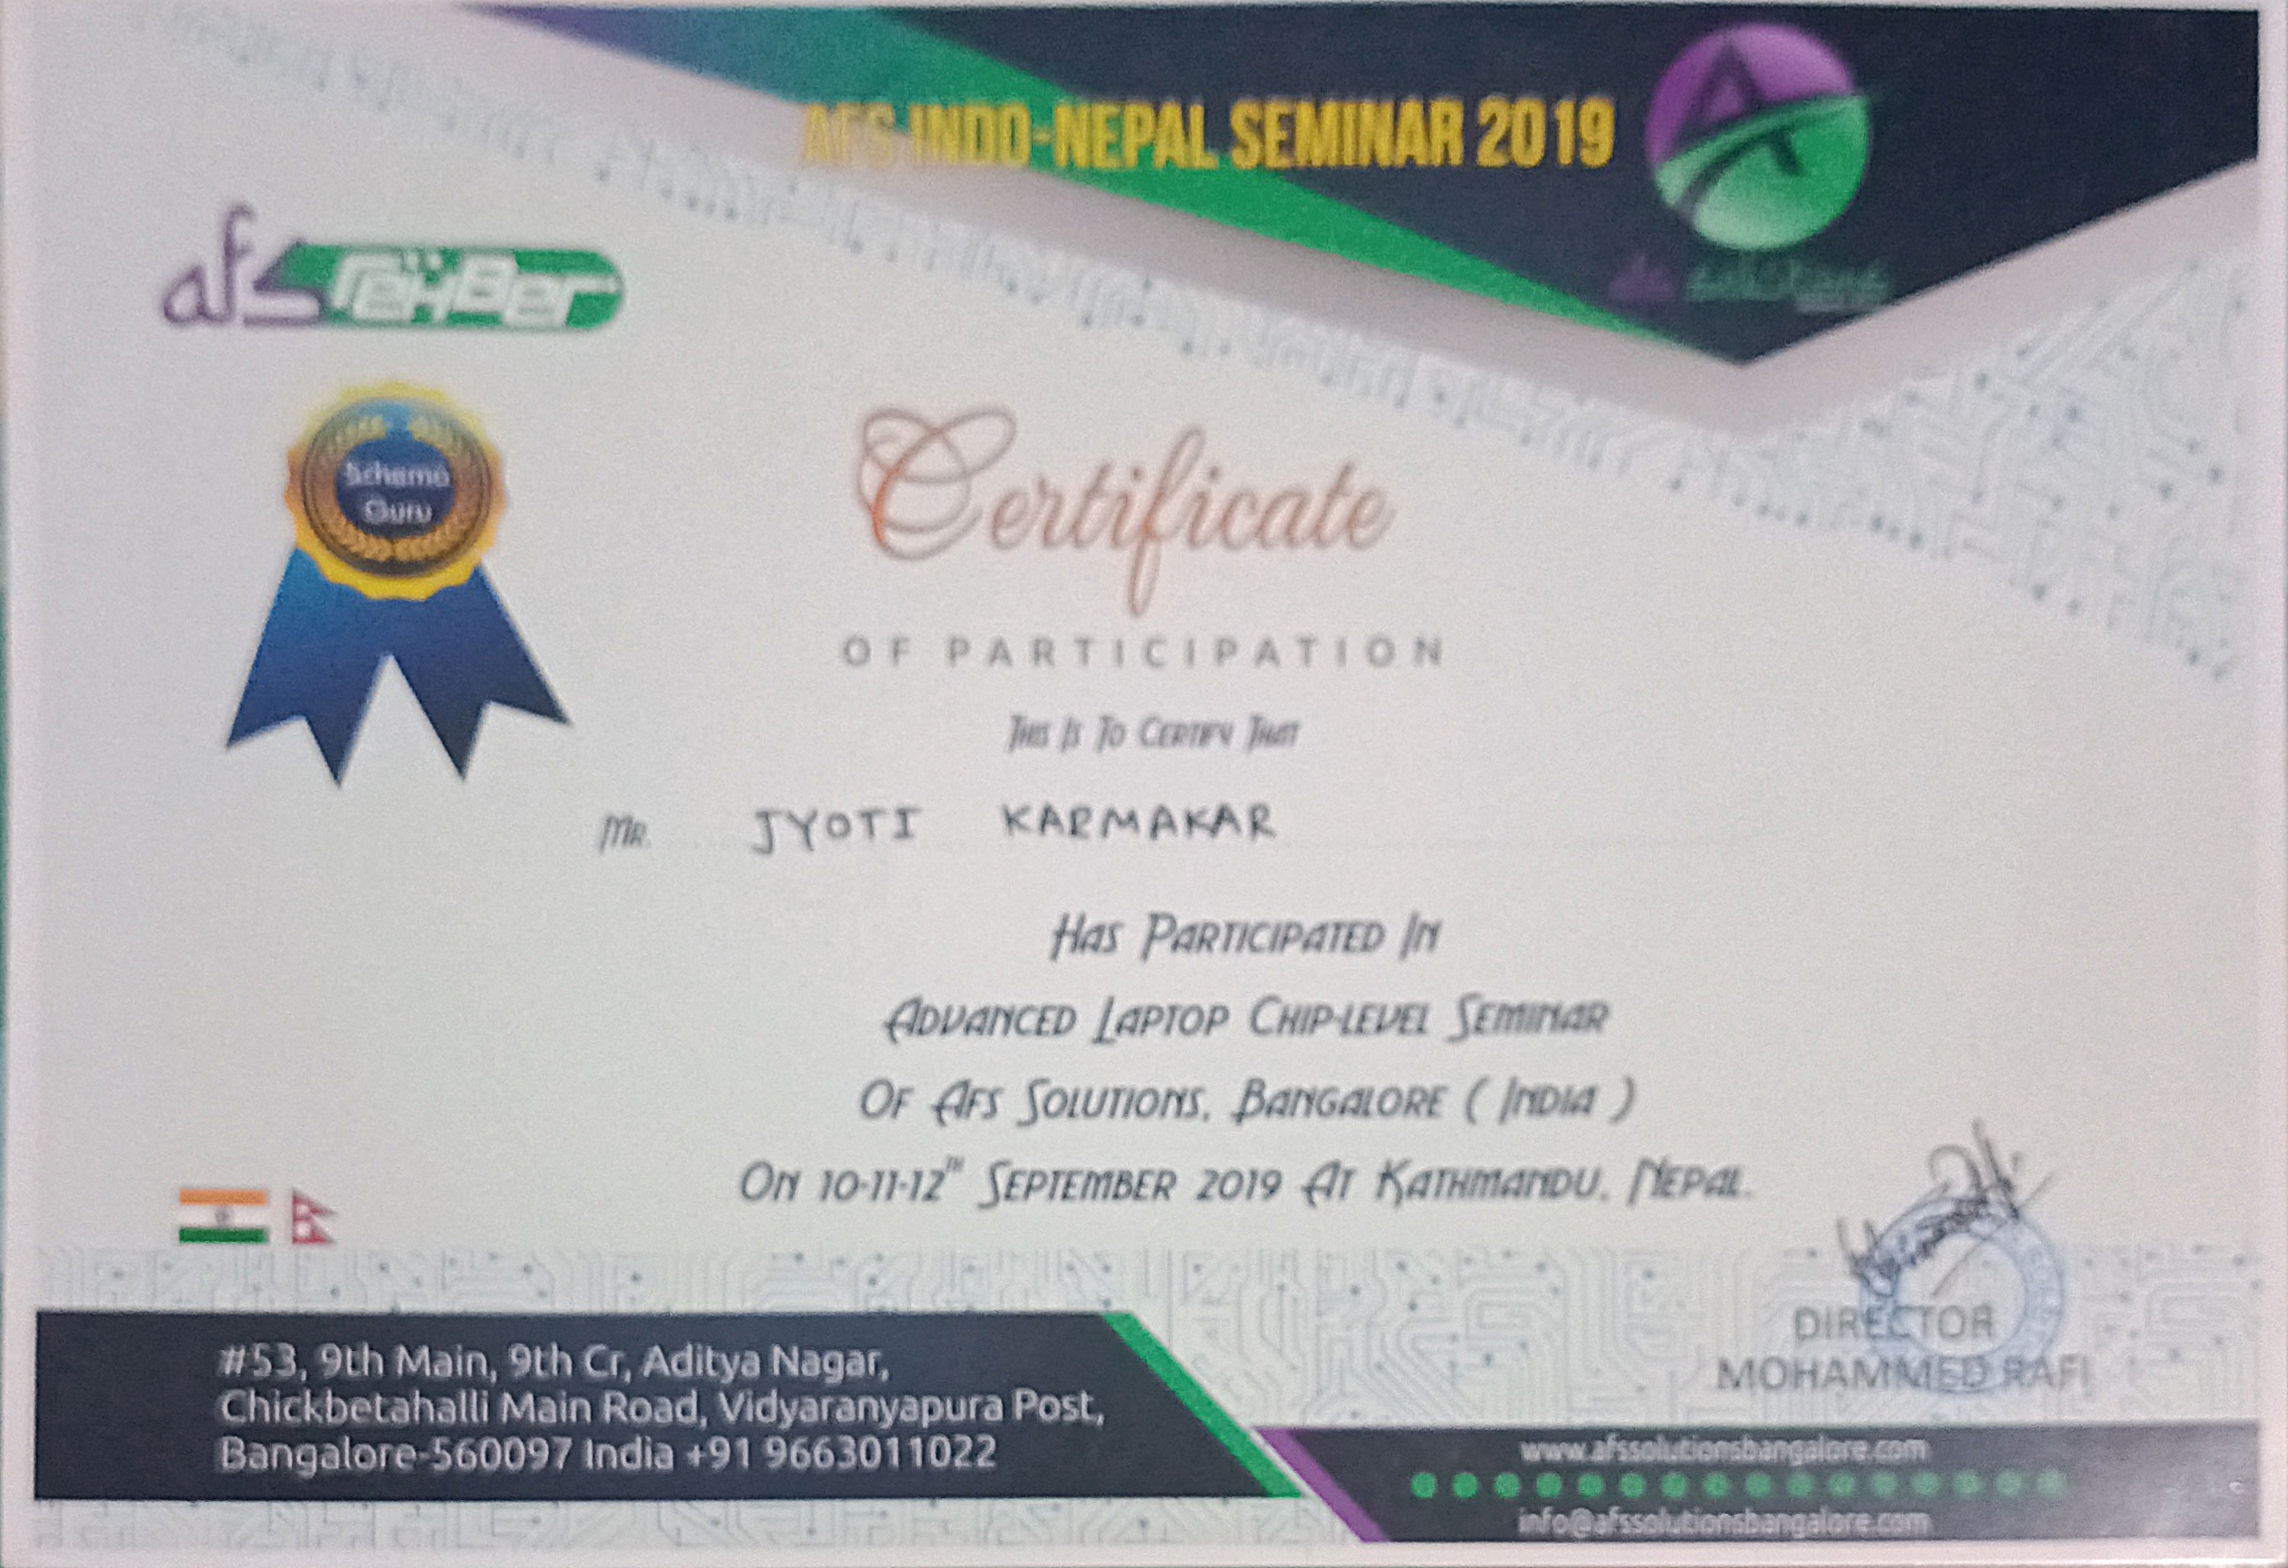 AFS INDO-NEPAL SEMINAR 2019
afs rehber
Schema
Guru
Certificate
OF PARTICIPATION
This Is To Certify That
Mr. JYOTI KARMAKAR
Has Participated In
Advanced Laptop Chip-level Seminar
Of Afs Solutions, Bangalore ( India )
On 10-11-12th September 2019 At Kathmandu, Nepal.
DIRECTOR
MOHAMMED RAFI
#53, 9th Main, 9th Cr, Aditya Nagar,
Chickbetahalli Main Road, Vidyaranyapura Post,
Bangalore-560097 India +91 9663011022
www.afssolutionsbangalore.com
info@afssolutionsbangalore.com